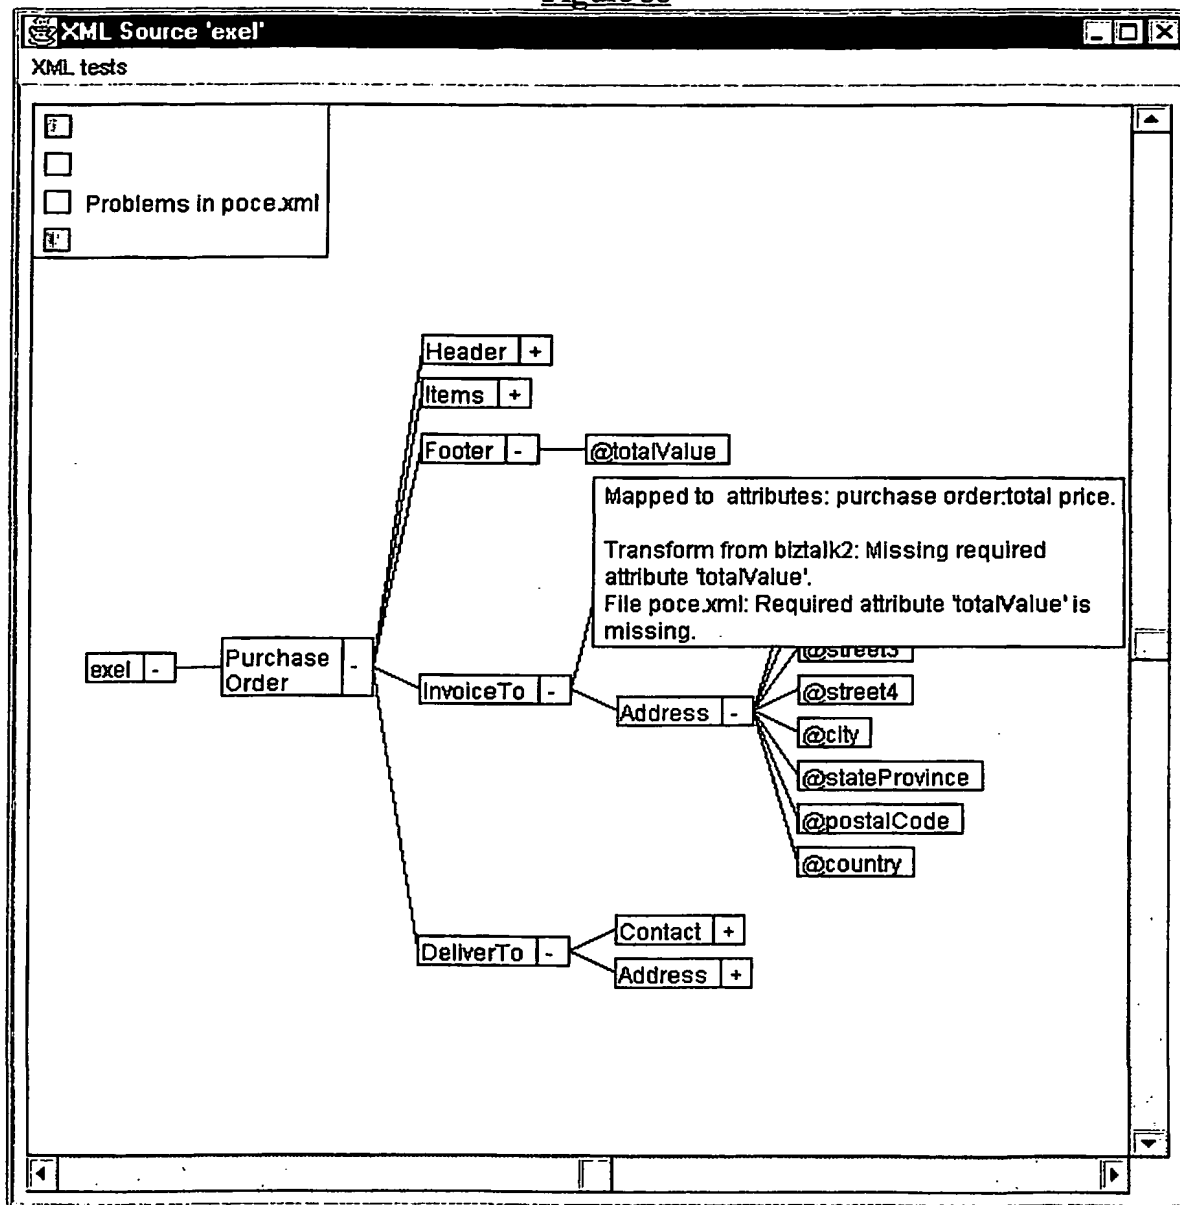 XML Source 'exel'
XML tests
Problems in poce.xml
Header +
Items +
Footer -
@totalValue
Mapped to attributes: purchase order:total price.
Transform from biztalk2: Missing required
attribute 'totalValue'.
File poce.xml: Required attribute 'totalValue' is
missing.
exel -
Purchase
Order -
InvoiceTo -
Address -
@street3
@street4
@city
@stateProvince
@postalCode
@country
DeliverTo -
Contact +
Address +